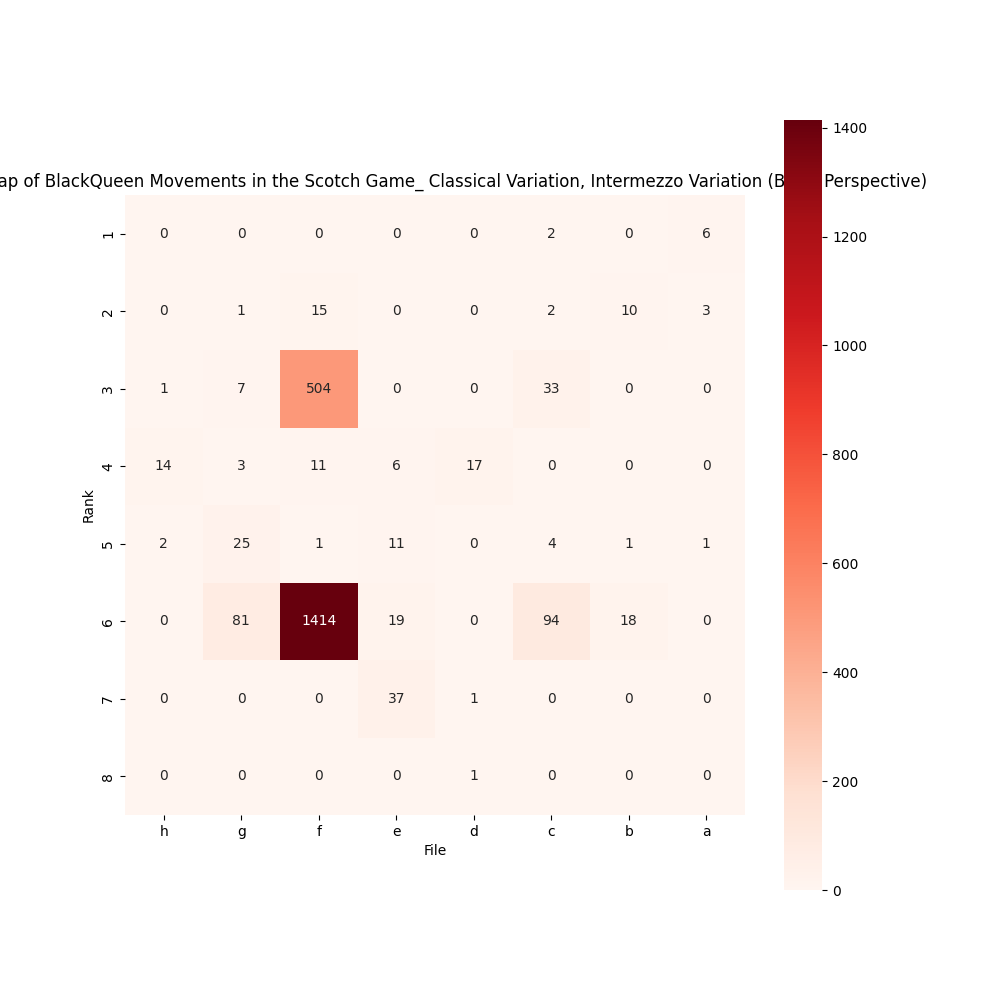 ap of BlackQueen Movements in the Scotch Game_ Classical Variation, Intermezzo Variation (B Perspective)
1400
1200
1000
800
600
400
200
0
Rank
1 0 0 0 0 0 2 0 6
2 0 1 15 0 0 2 10 3
3 1 7 504 0 0 33 0 0
4 14 3 11 6 17 0 0 0
5 2 25 1 11 0 4 1 1
6 0 81 1414 19 0 94 18 0
7 0 0 0 37 1 0 0 0
8 0 0 0 0 1 0 0 0
h g f e d c b a
File